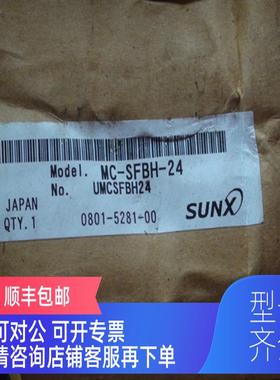 Model. MC-SFBH-24
No. UMCSFBH24
JAPAN
QTY.1 0801-5281-00 SUNX
顺丰包邮
可对公 可开专票
请咨询店铺客服再下单
型
齐